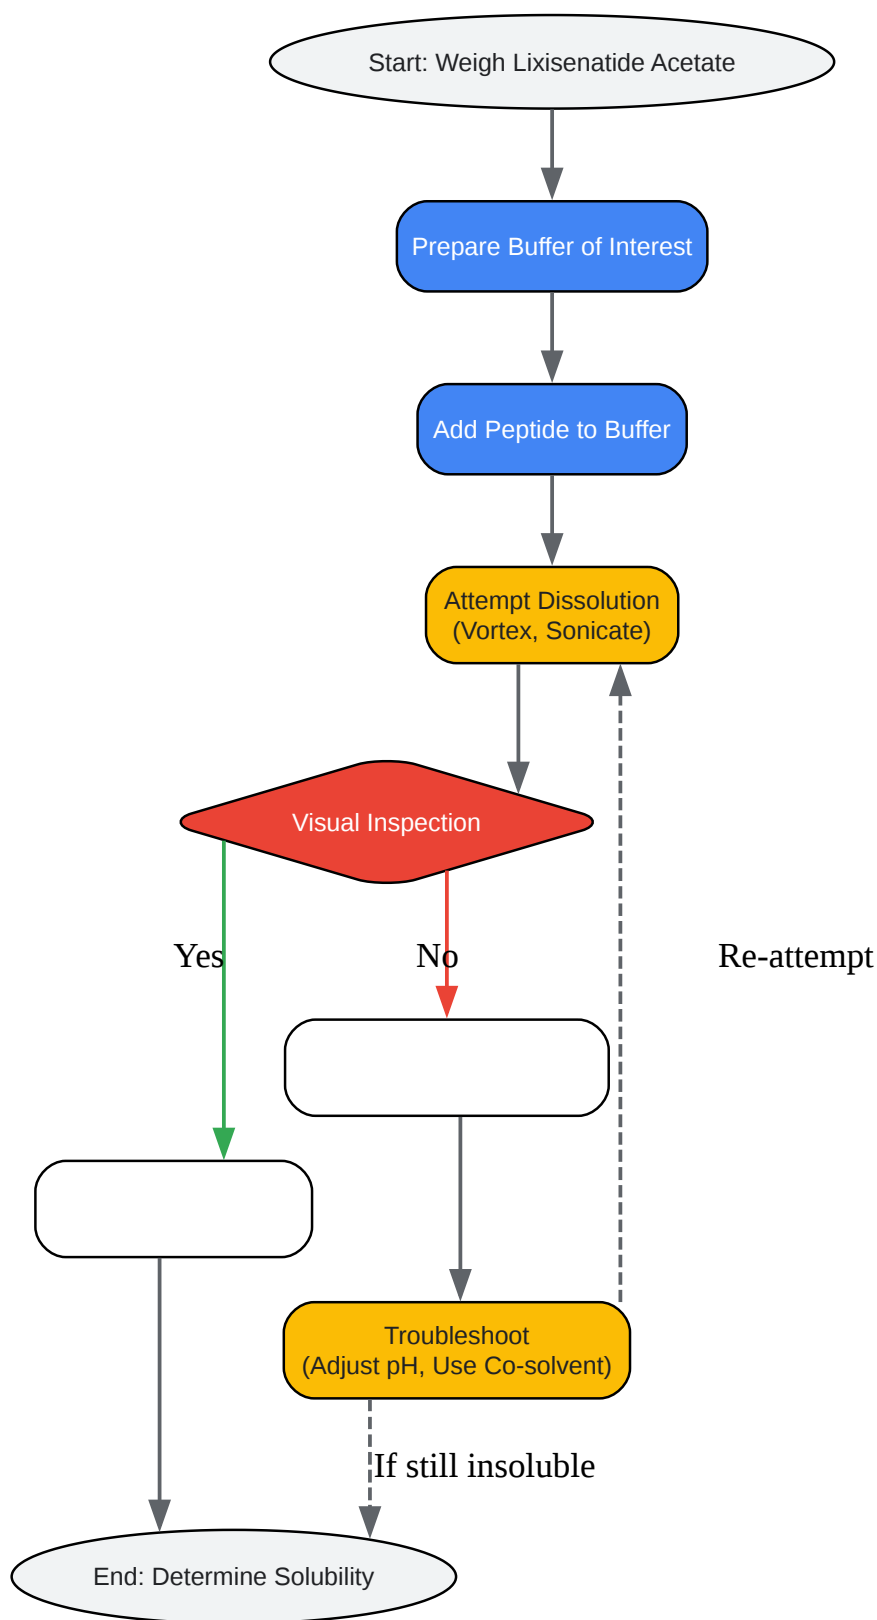 Start: Weigh Lixisenatide Acetate
Prepare Buffer of Interest
Add Peptide to Buffer
Attempt Dissolution
(Vortex, Sonicate)
Visual Inspection
Yes
No
Re-attempt
Troubleshoot
(Adjust pH, Use Co-solvent)
If still insoluble
End: Determine Solubility